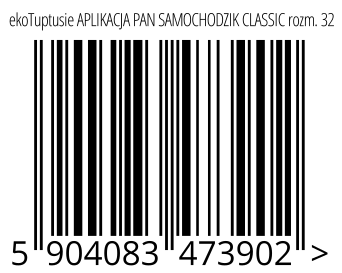 ekoTuptusie APLIKACJA PAN SAMOCHODZIK CLASSIC rozm. 32
5 904083 473902 >